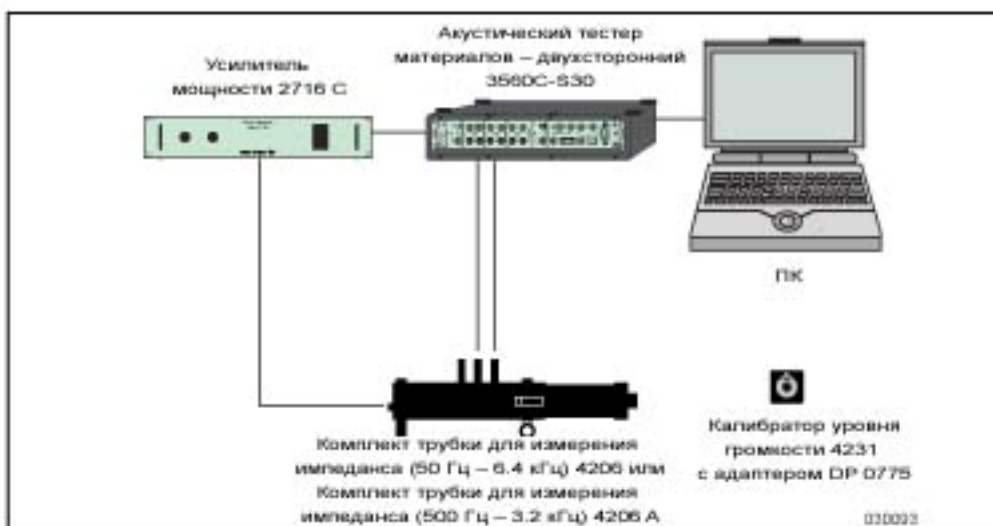 Усилитель
мощности 2716 C
Акустический тестер
материалов – двухсторонний
3560C-S30
ПК
Комплект трубки для измерения
импеданса (50 Гц – 6.4 кГц) 4206 или
Комплект трубки для измерения
импеданса (500 Гц – 3.2 кГц) 4206 A
Калибратор уровня
громкости 4231
с адаптером DP 0775
030093